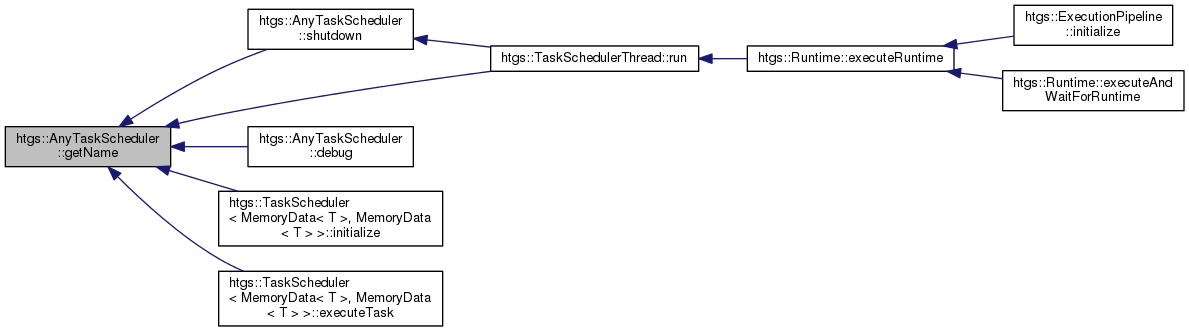 htgs::AnyTaskScheduler
::shutdown
htgs::ExecutionPipeline
::initialize
htgs::TaskSchedulerThread::run
htgs::Runtime::executeRuntime
htgs::Runtime::executeAnd
WaitForRuntime
htgs::AnyTaskScheduler
::getName
htgs::AnyTaskScheduler
::debug
htgs::TaskScheduler
< MemoryData< T >, MemoryData
< T > >::initialize
htgs::TaskScheduler
< MemoryData< T >, MemoryData
< T > >::executeTask